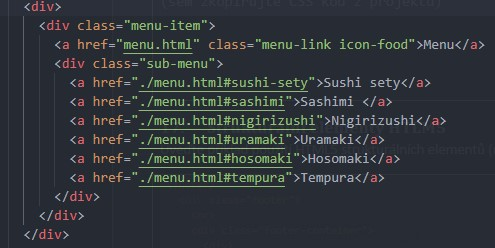 <div>
<div class="menu-item">
<a href="menu.html" class="menu-link icon-food">Menu</a>
<div class="sub-menu">
<a href="./menu.html#sushi-sety">Sushi sety</a>
<a href="./menu.html#sashimi">Sashimi </a>
<a href="./menu.html#nigirizushi">Nigirizushi</a>
<a href="./menu.html#uramaki">Uramaki</a>
<a href="./menu.html#hosomaki">Hosomaki</a>
<a href="./menu.html#tempura">Tempura</a>
</div>
</div>
</div>